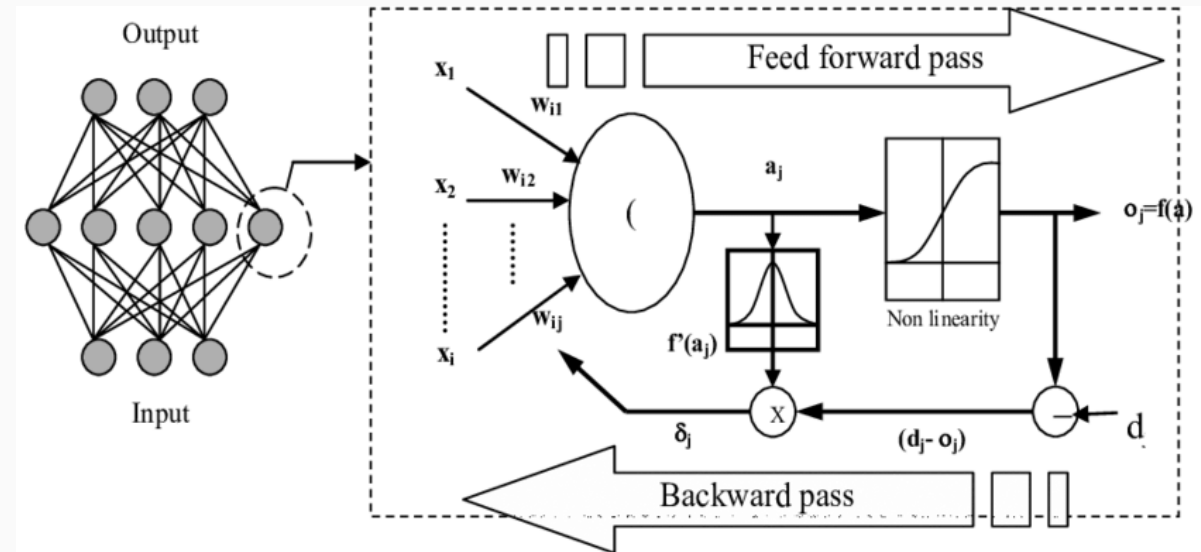 Output
Input
Feed forward pass
x1
wi1
x2
wi2
xi
wij
(
aj
f'(aj)
Non linearity
oj=f(a)
X
δj
(dj- oj)
–
d
Backward pass